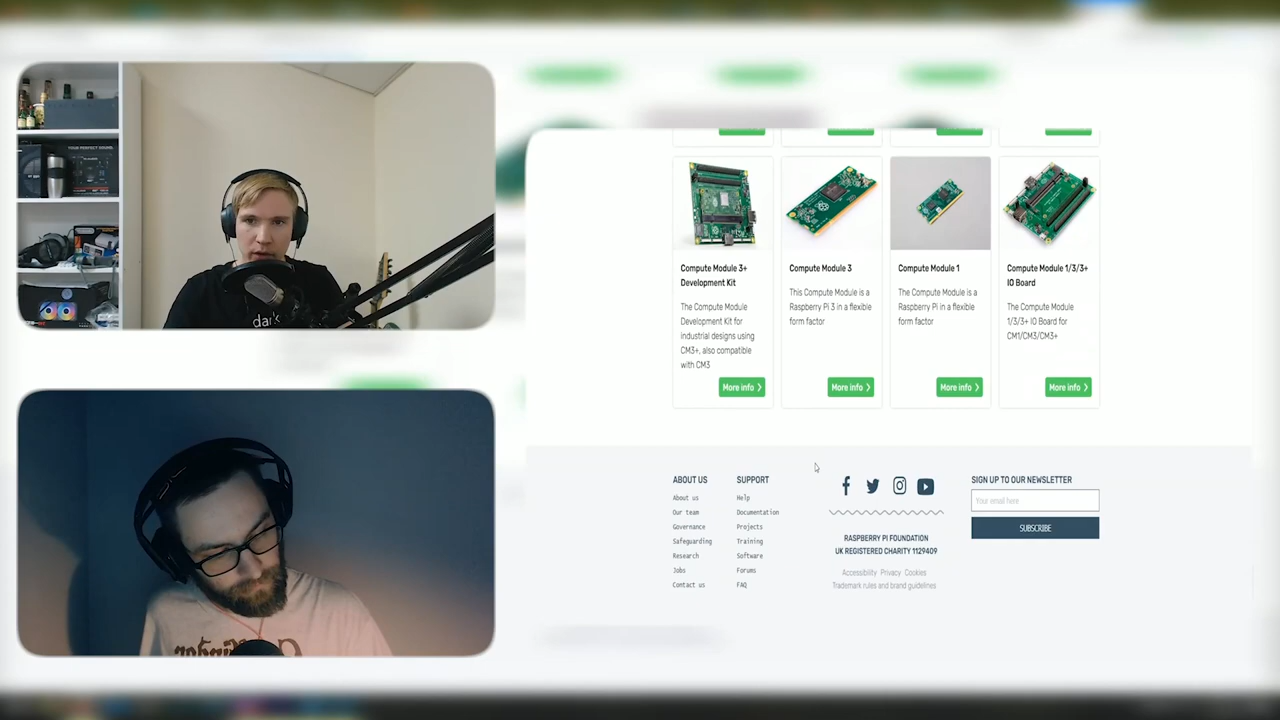 YOUR PERFECT SOUND.
dark
Compute Module 3+
Development Kit
The Compute Module
Development Kit for
industrial designs using
CM3+, also compatible
with CM3
More info ❯
Compute Module 3
This Compute Module is a
Raspberry Pi 3 in a flexible
form factor
More info ❯
Compute Module 1
The Compute Module is a
Raspberry Pi in a flexible
form factor
More info ❯
Compute Module 1/3/3+
IO Board
The Compute Module
1/3/3+ IO Board for
CM1/CM3/CM3+
More info ❯
ABOUT US
About us
Our team
Governance
Safeguarding
Research
Jobs
Contact us
SUPPORT
Help
Documentation
Projects
Training
Software
Forums
FAQ
RASPBERRY PI FOUNDATION
UK REGISTERED CHARITY 1129409
Accessibility Privacy Cookies
Trademark rules and brand guidelines
SIGN UP TO OUR NEWSLETTER
Your email here
SUBSCRIBE